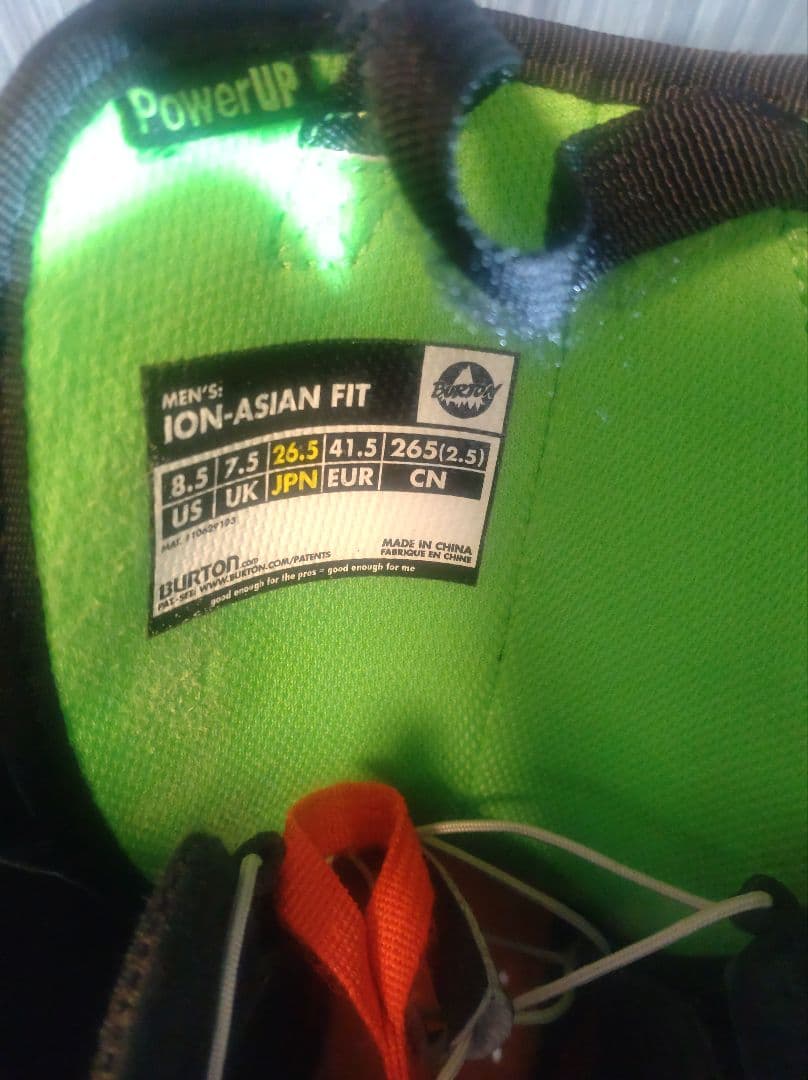 PowerUP
MEN'S:
ION-ASIAN FIT
BURTON
8.5 7.5 26.5 41.5 265(2.5)
US UK JPN EUR CN
MAT. #10629103
MADE IN CHINA
FABRIQUE EN CHINE
BURTON.com
PAT-SEE WWW.BURTON.COM/PATENTS
good enough for the pros = good enough for me